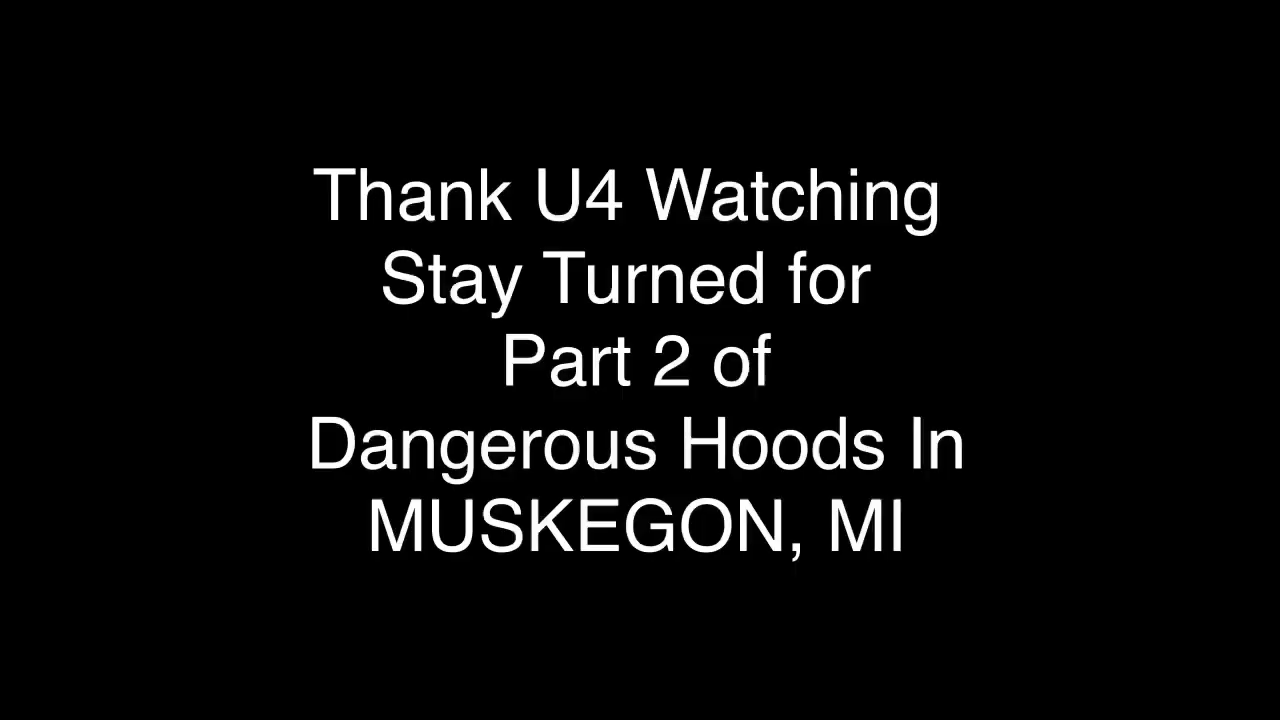 Thank U4 Watching
Stay Turned for
Part 2 of
Dangerous Hoods In
MUSKEGON, MI